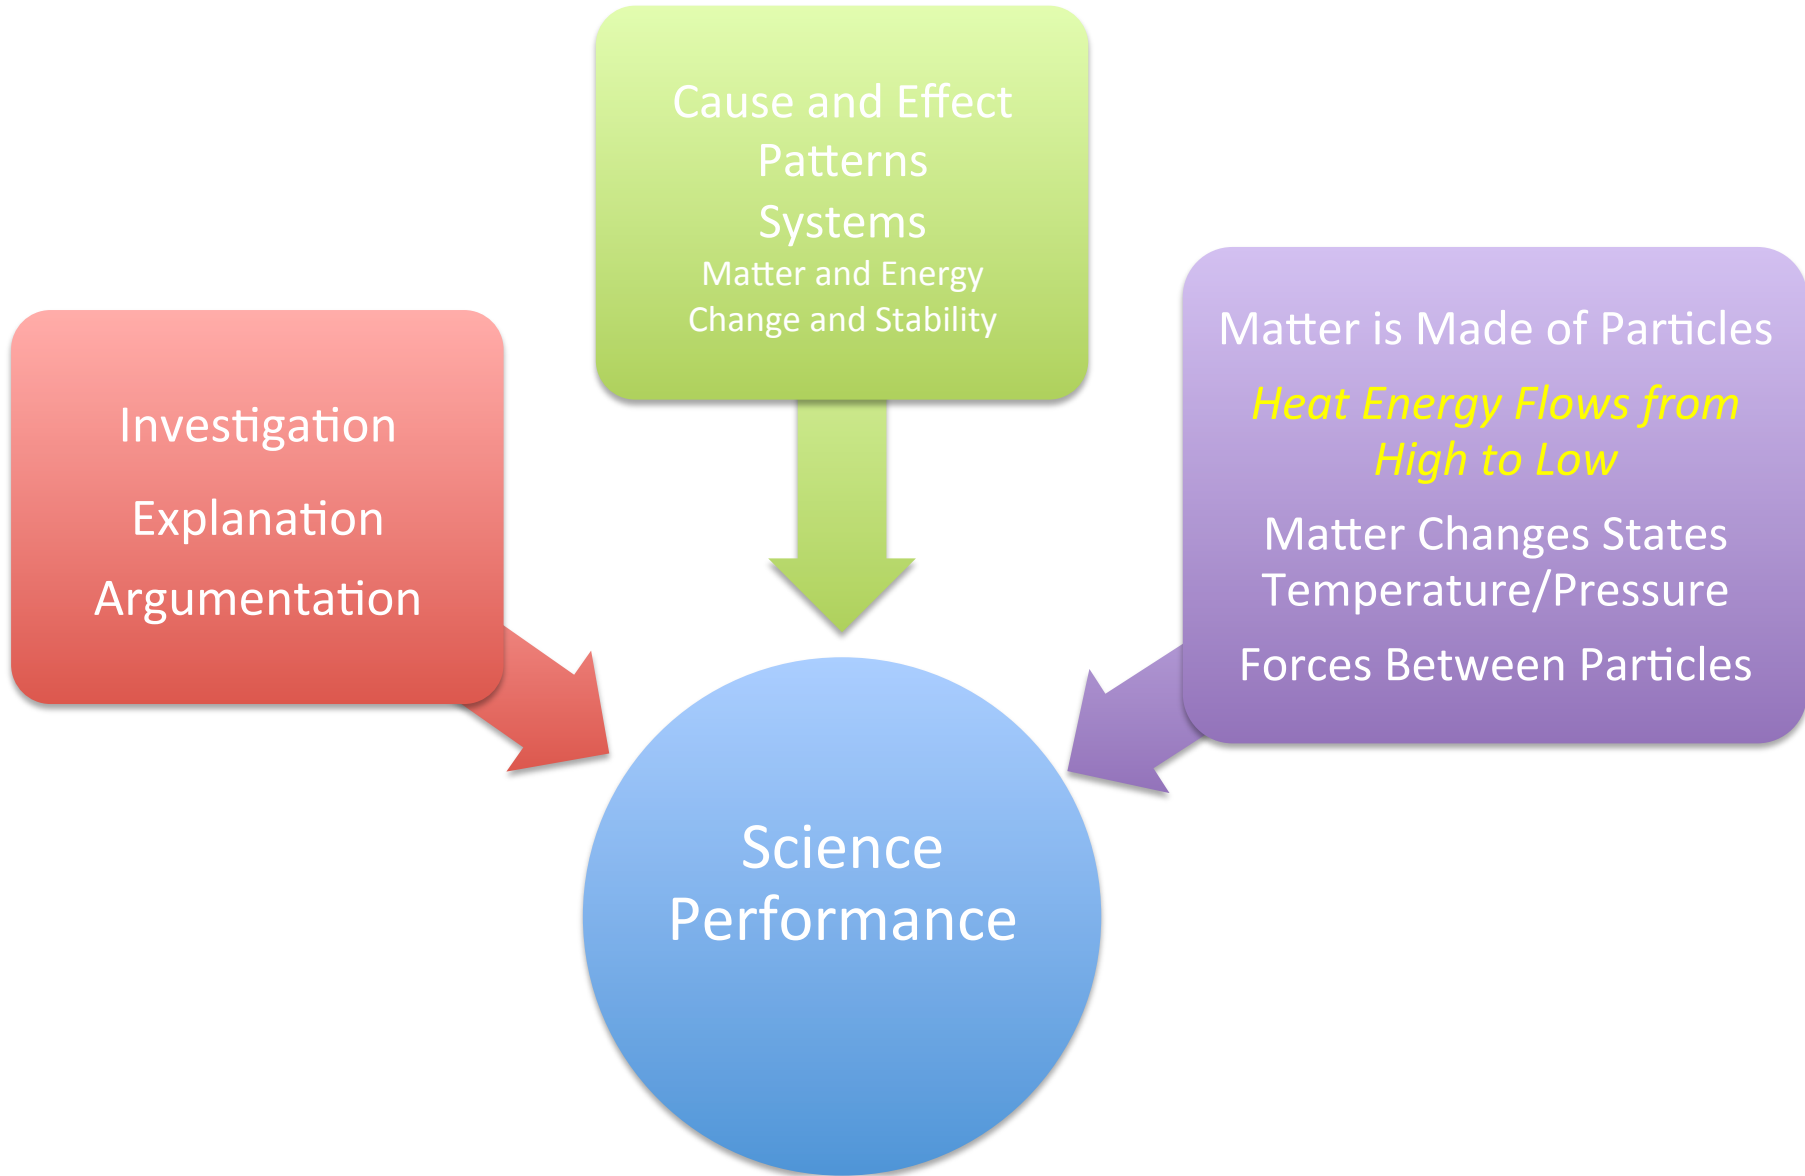 Cause and Effect
Patterns
Systems
Matter and Energy
Change and Stability
Investigation
Explanation
Argumentation
Matter is Made of Particles
Heat Energy Flows from
High to Low
Matter Changes States
Temperature/Pressure
Forces Between Particles
Science
Performance